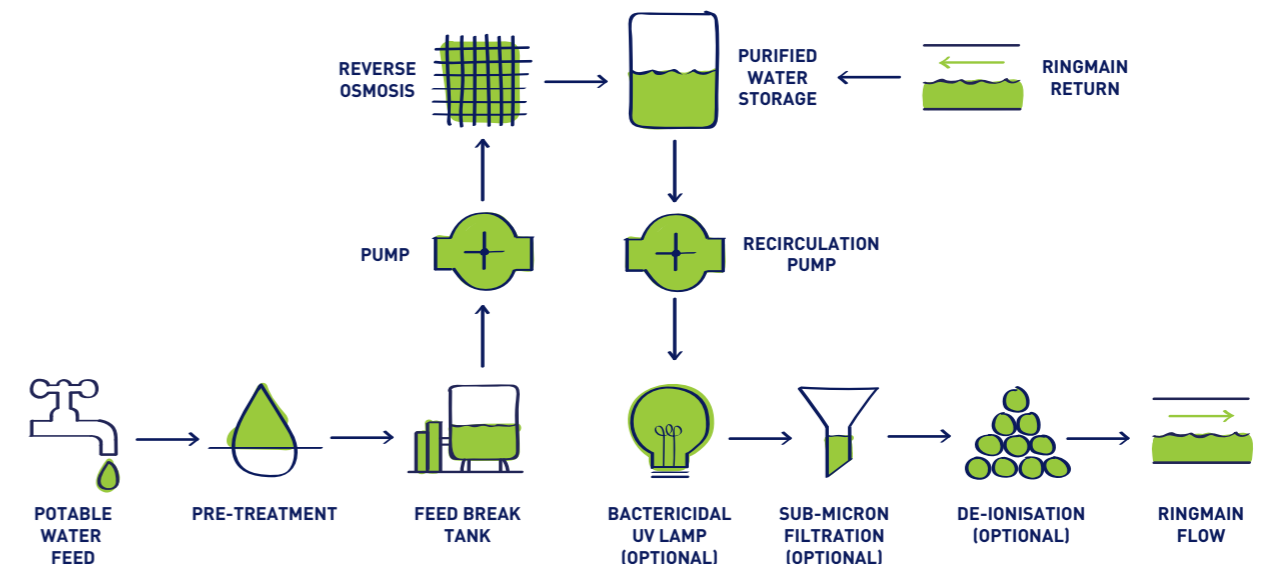 REVERSE
OSMOSIS
PURIFIED
WATER
STORAGE
RINGMAIN
RETURN
PUMP
RECIRCULATION
PUMP
POTABLE
WATER
FEED
PRE-TREATMENT
FEED BREAK
TANK
BACTERICIDAL
UV LAMP
(OPTIONAL)
SUB-MICRON
FILTRATION
(OPTIONAL)
DE-IONISATION
(OPTIONAL)
RINGMAIN
FLOW